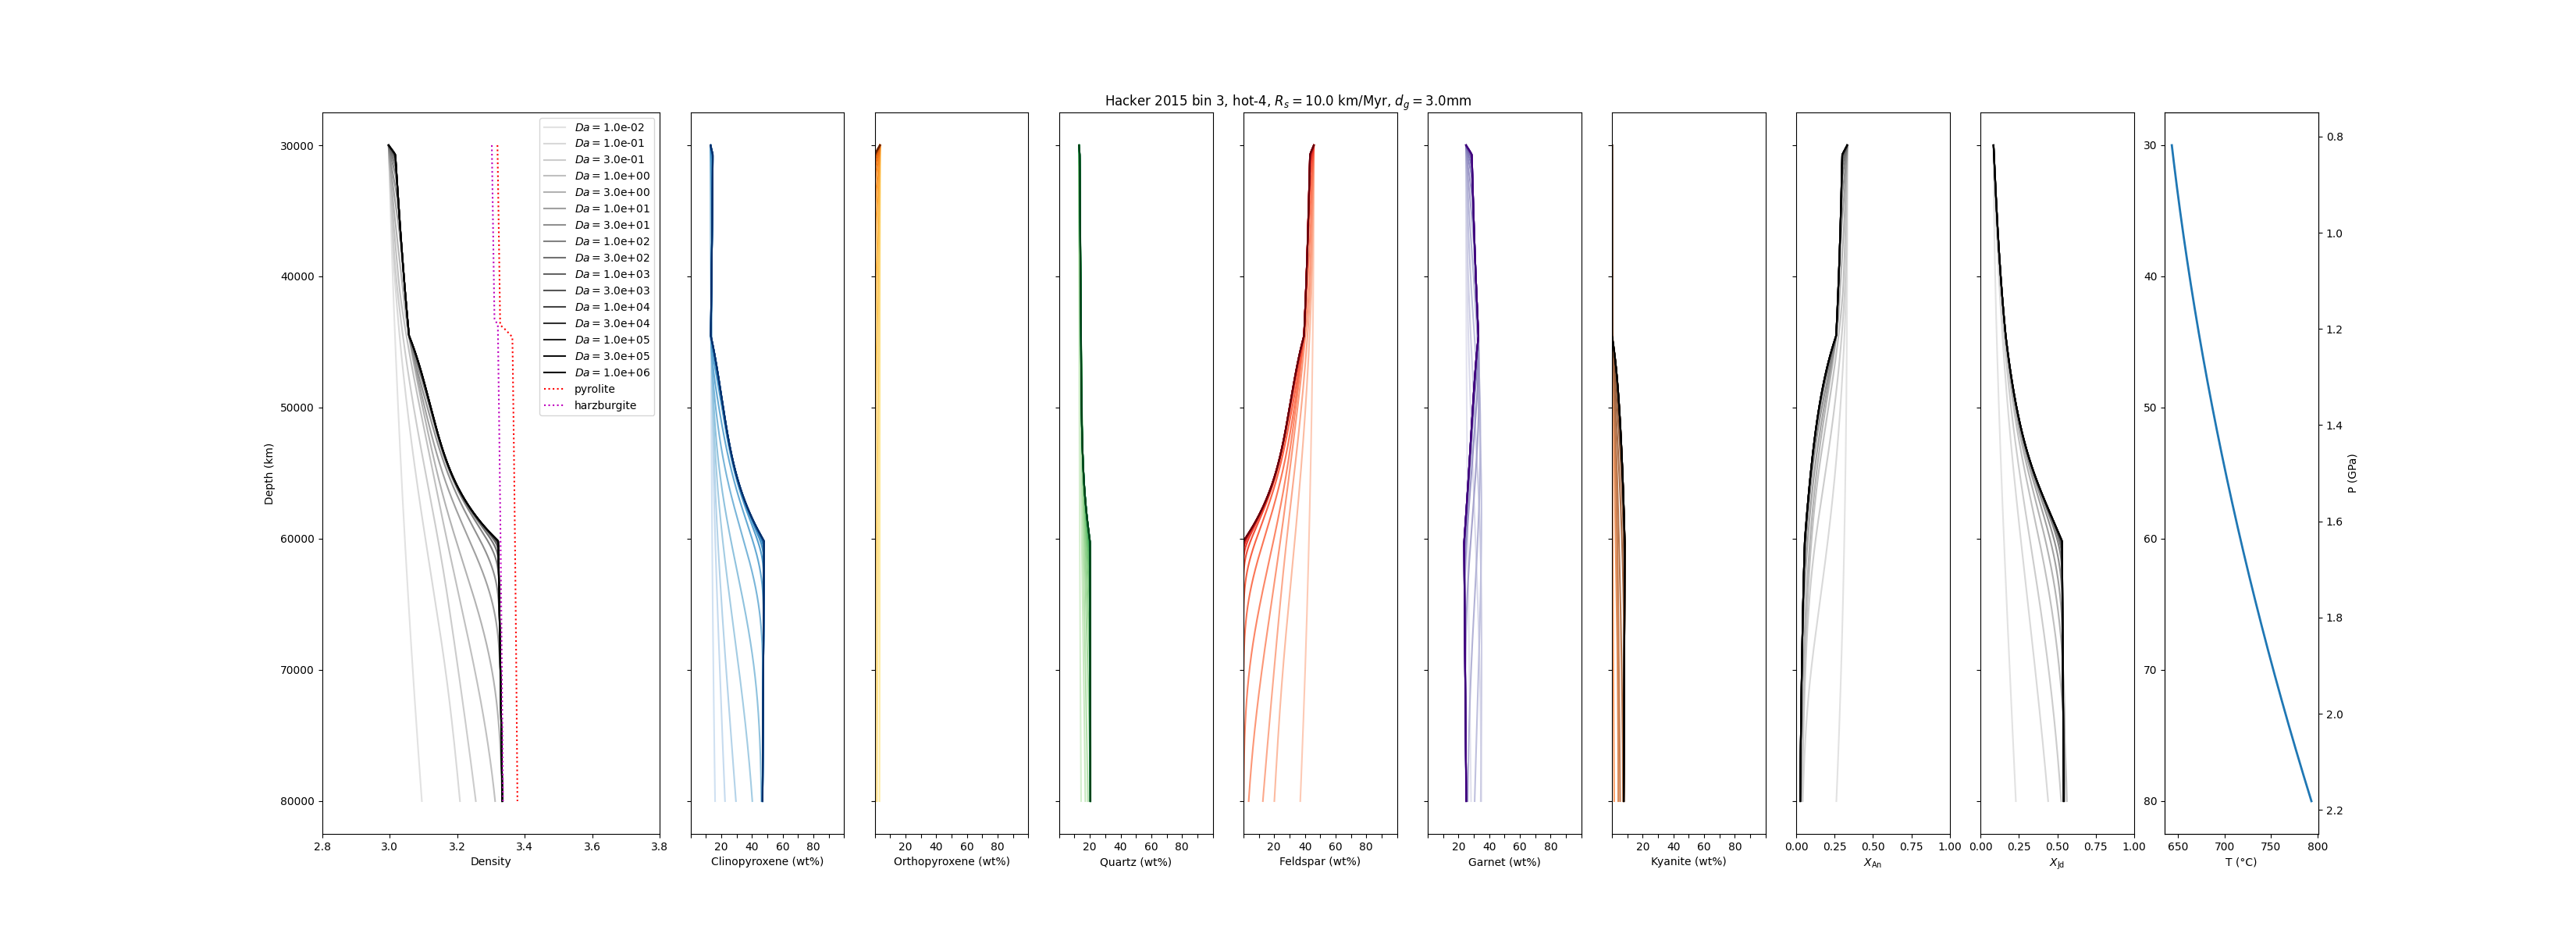 Hacker 2015 bin 3, hot-4, R_s = 10.0 km/Myr, d_g = 3.0mm
Da = 1.0e-02
Da = 1.0e-01
Da = 3.0e-01
Da = 1.0e+00
Da = 3.0e+00
Da = 1.0e+01
Da = 3.0e+01
Da = 1.0e+02
Da = 3.0e+02
Da = 1.0e+03
Da = 3.0e+03
Da = 1.0e+04
Da = 3.0e+04
Da = 1.0e+05
Da = 3.0e+05
Da = 1.0e+06
pyrolite
harzburgite
Depth (km)
30000
40000
50000
60000
70000
80000
2.8 3.0 3.2 3.4 3.6 3.8
Density
20 40 60 80
Clinopyroxene (wt%)
20 40 60 80
Orthopyroxene (wt%)
20 40 60 80
Quartz (wt%)
20 40 60 80
Feldspar (wt%)
20 40 60 80
Garnet (wt%)
20 40 60 80
Kyanite (wt%)
0.00 0.25 0.50 0.75 1.00
X_An
0.00 0.25 0.50 0.75 1.00
X_Jd
30
40
50
60
70
80
650 700 750 800
T (°C)
0.8
1.0
1.2
1.4
1.6
1.8
2.0
2.2
P (GPa)